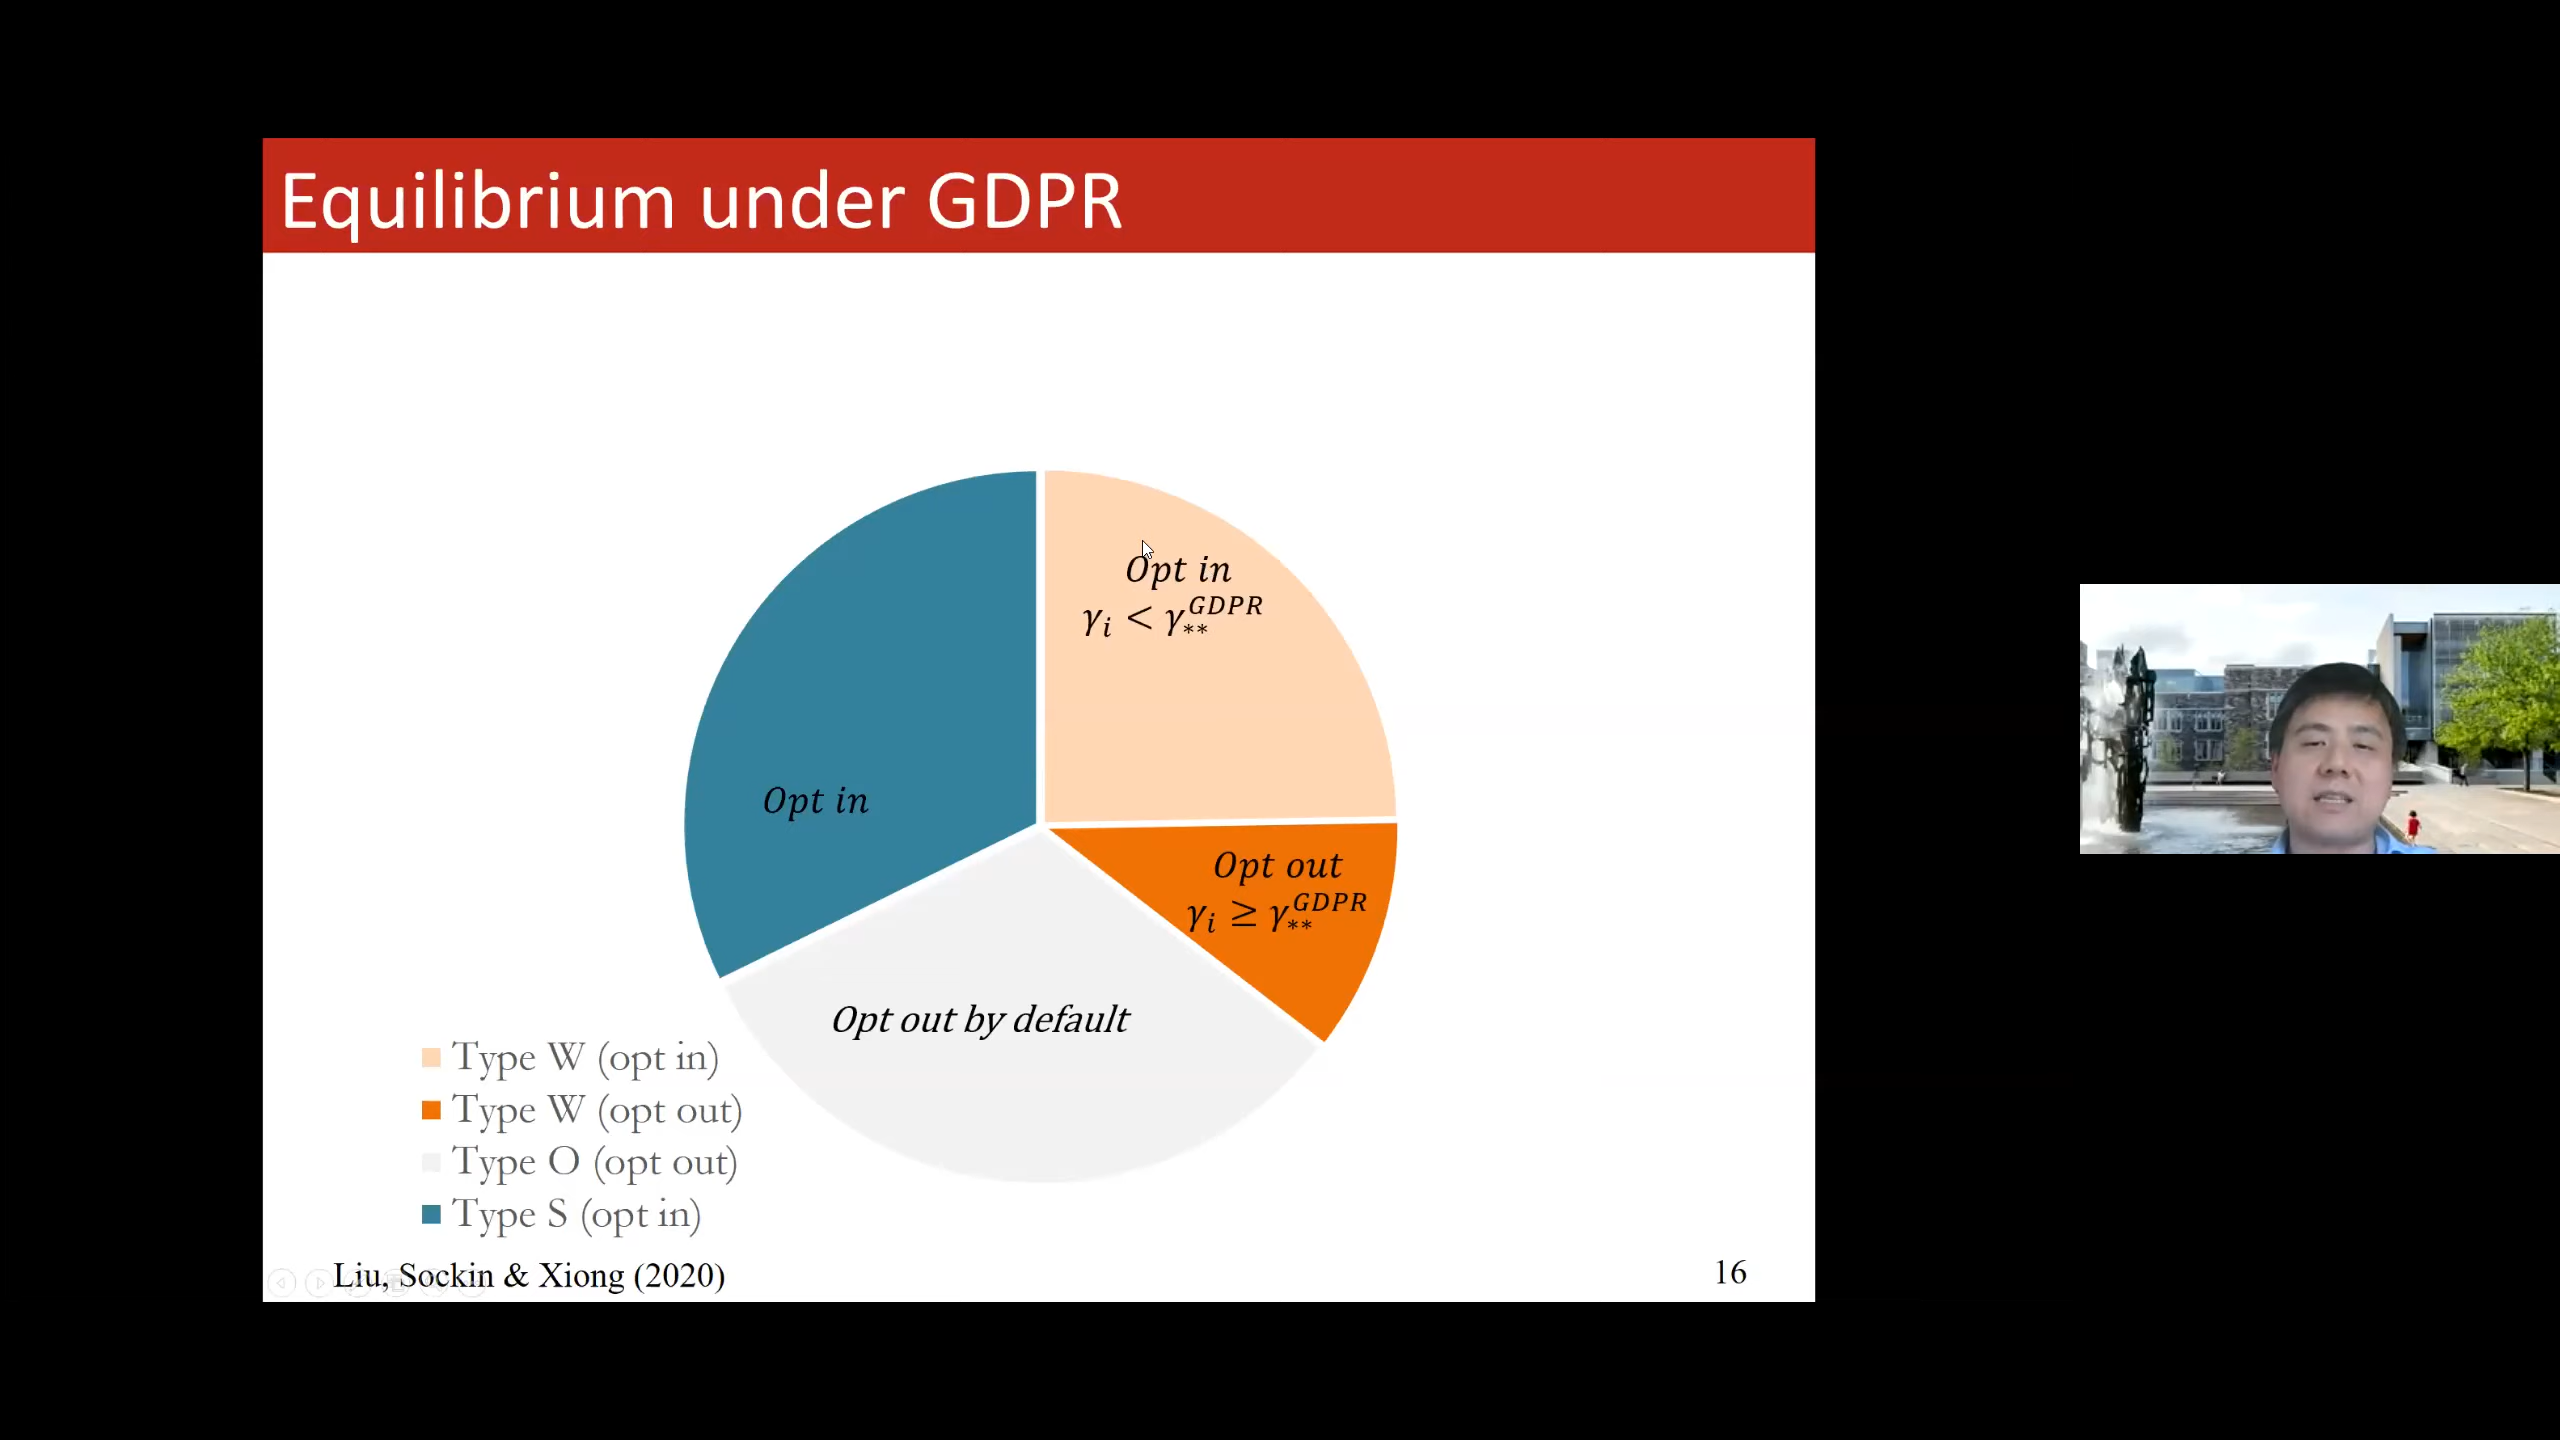 Equilibrium under GDPR
Opt in
γᵢ < γ**^GDPR
Opt in
Opt out
γᵢ ≥ γ**^GDPR
Opt out by default
Type W (opt in)
Type W (opt out)
Type O (opt out)
Type S (opt in)
Liu, Sockin & Xiong (2020)
16